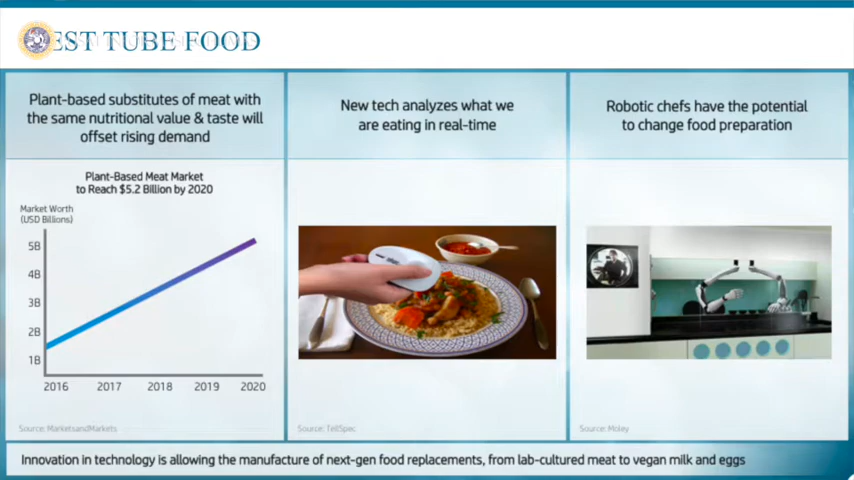 EST TUBE FOOD
Plant-based substitutes of meat with
the same nutritional value & taste will
offset rising demand
Plant-Based Meat Market
to Reach $5.2 Billion by 2020
Market Worth
(USD Billions)
5B
4B
3B
2B
1B
2016 2017 2018 2019 2020
Source: MarketsandMarkets
New tech analyzes what we
are eating in real-time
Source: TellSpec
Robotic chefs have the potential
to change food preparation
Source: Moley
Innovation in technology is allowing the manufacture of next-gen food replacements, from lab-cultured meat to vegan milk and eggs